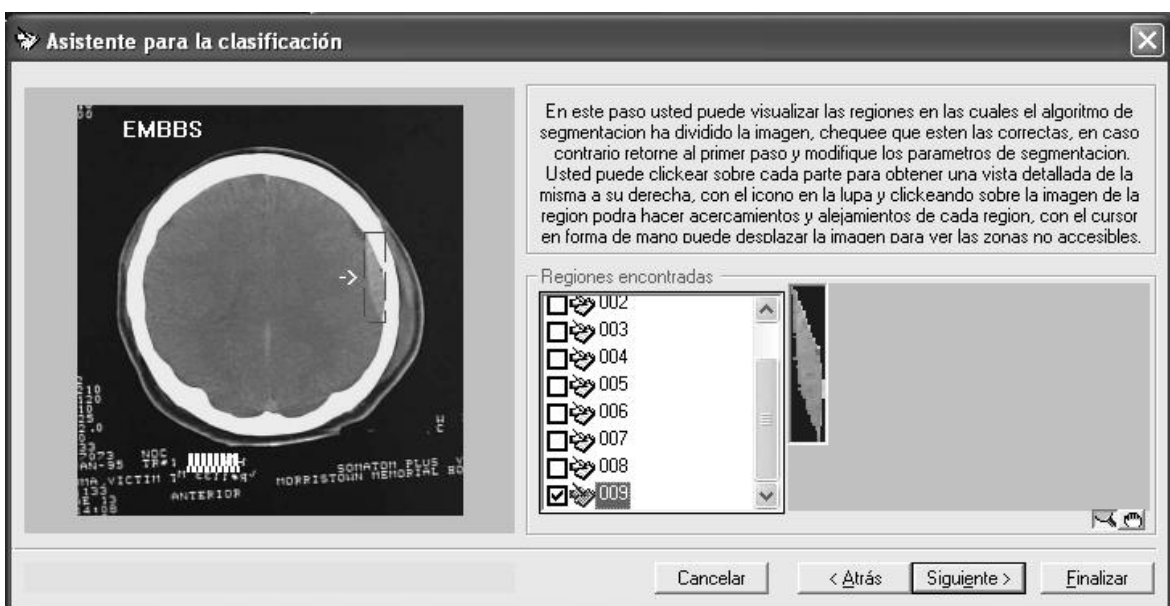 Asistente para la clasificación
EMBBS
En este paso usted puede visualizar las regiones en las cuales el algoritmo de
segmentacion ha dividido la imagen, chequee que esten las correctas, en caso
contrario retorne al primer paso y modifique los parametros de segmentacion.
Usted puede clickear sobre cada parte para obtener una vista detallada de la
misma a su derecha, con el icono en la lupa y clickeando sobre la imagen de la
region podra hacer acercamientos y alejamientos de cada region, con el cursor
en forma de mano puede desplazar la imagen para ver las zonas no accesibles.
Regiones encontradas
002
003
004
005
006
007
008
009
SOMATOM PLUS
VICTIM
MORRISTOWN MEMORIAL
ANTERIOR
Cancelar
< Atrás
Siguiente >
Finalizar